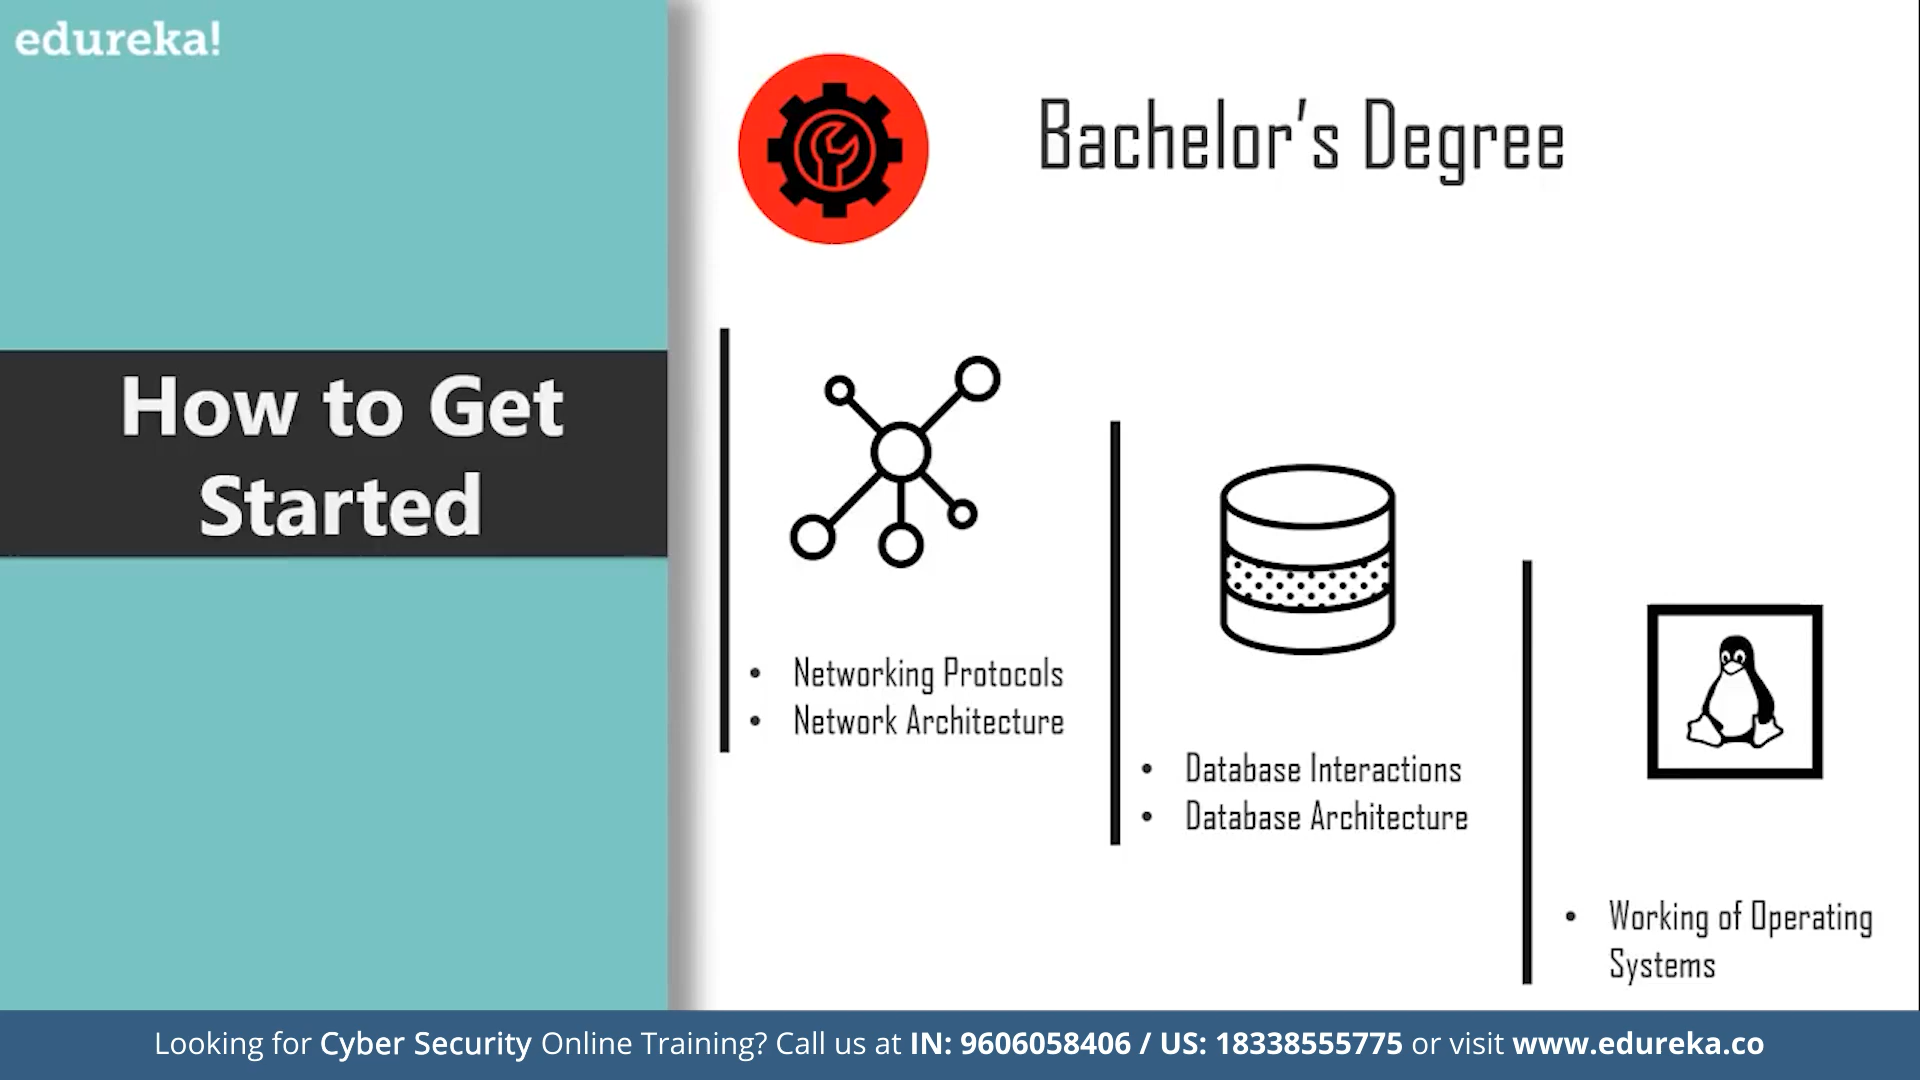 edureka!
How to Get
Started
Bachelor's Degree
• Networking Protocols
• Network Architecture
• Database Interactions
• Database Architecture
• Working of Operating
Systems
Looking for Cyber Security Online Training? Call us at IN: 9606058406 / US: 18338555775 or visit www.edureka.co